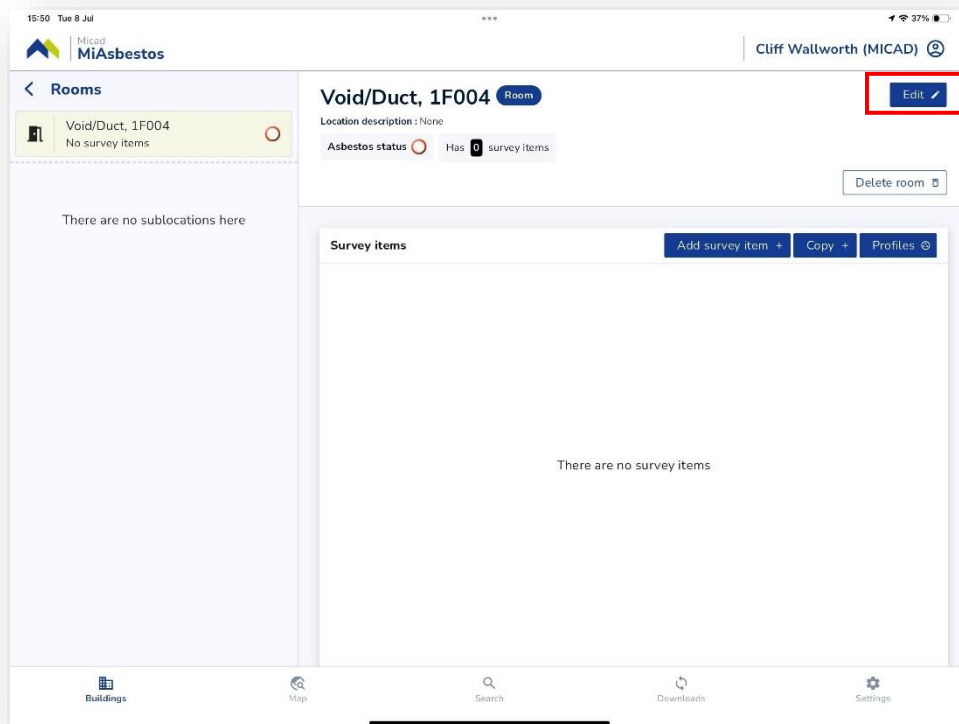 15:50 Tue 8 Jul
37%
Micad
MiAsbestos
Cliff Wallworth (MICAD)
Rooms
Void/Duct, 1F004
No survey items
There are no sublocations here
Void/Duct, 1F004 Room
Edit
Location description : None
Asbestos status Has 0 survey items
Delete room
Survey items
Add survey item + Copy + Profiles
There are no survey items
Buildings Map Search Downloads Settings